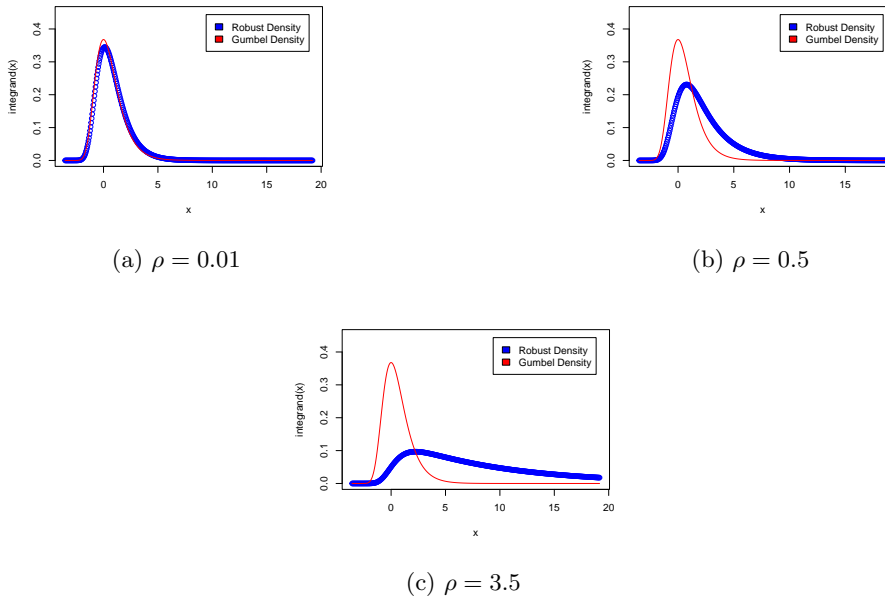 Robust Density
Gumbel Density
integrand(x)
0.0 0.1 0.2 0.3 0.4
0 5 10 15 20
x
(a) ρ = 0.01
Robust Density
Gumbel Density
integrand(x)
0.0 0.1 0.2 0.3 0.4
0 5 10 15
x
(b) ρ = 0.5
Robust Density
Gumbel Density
integrand(x)
0.0 0.1 0.2 0.3 0.4
0 5 10 15 20
x
(c) ρ = 3.5